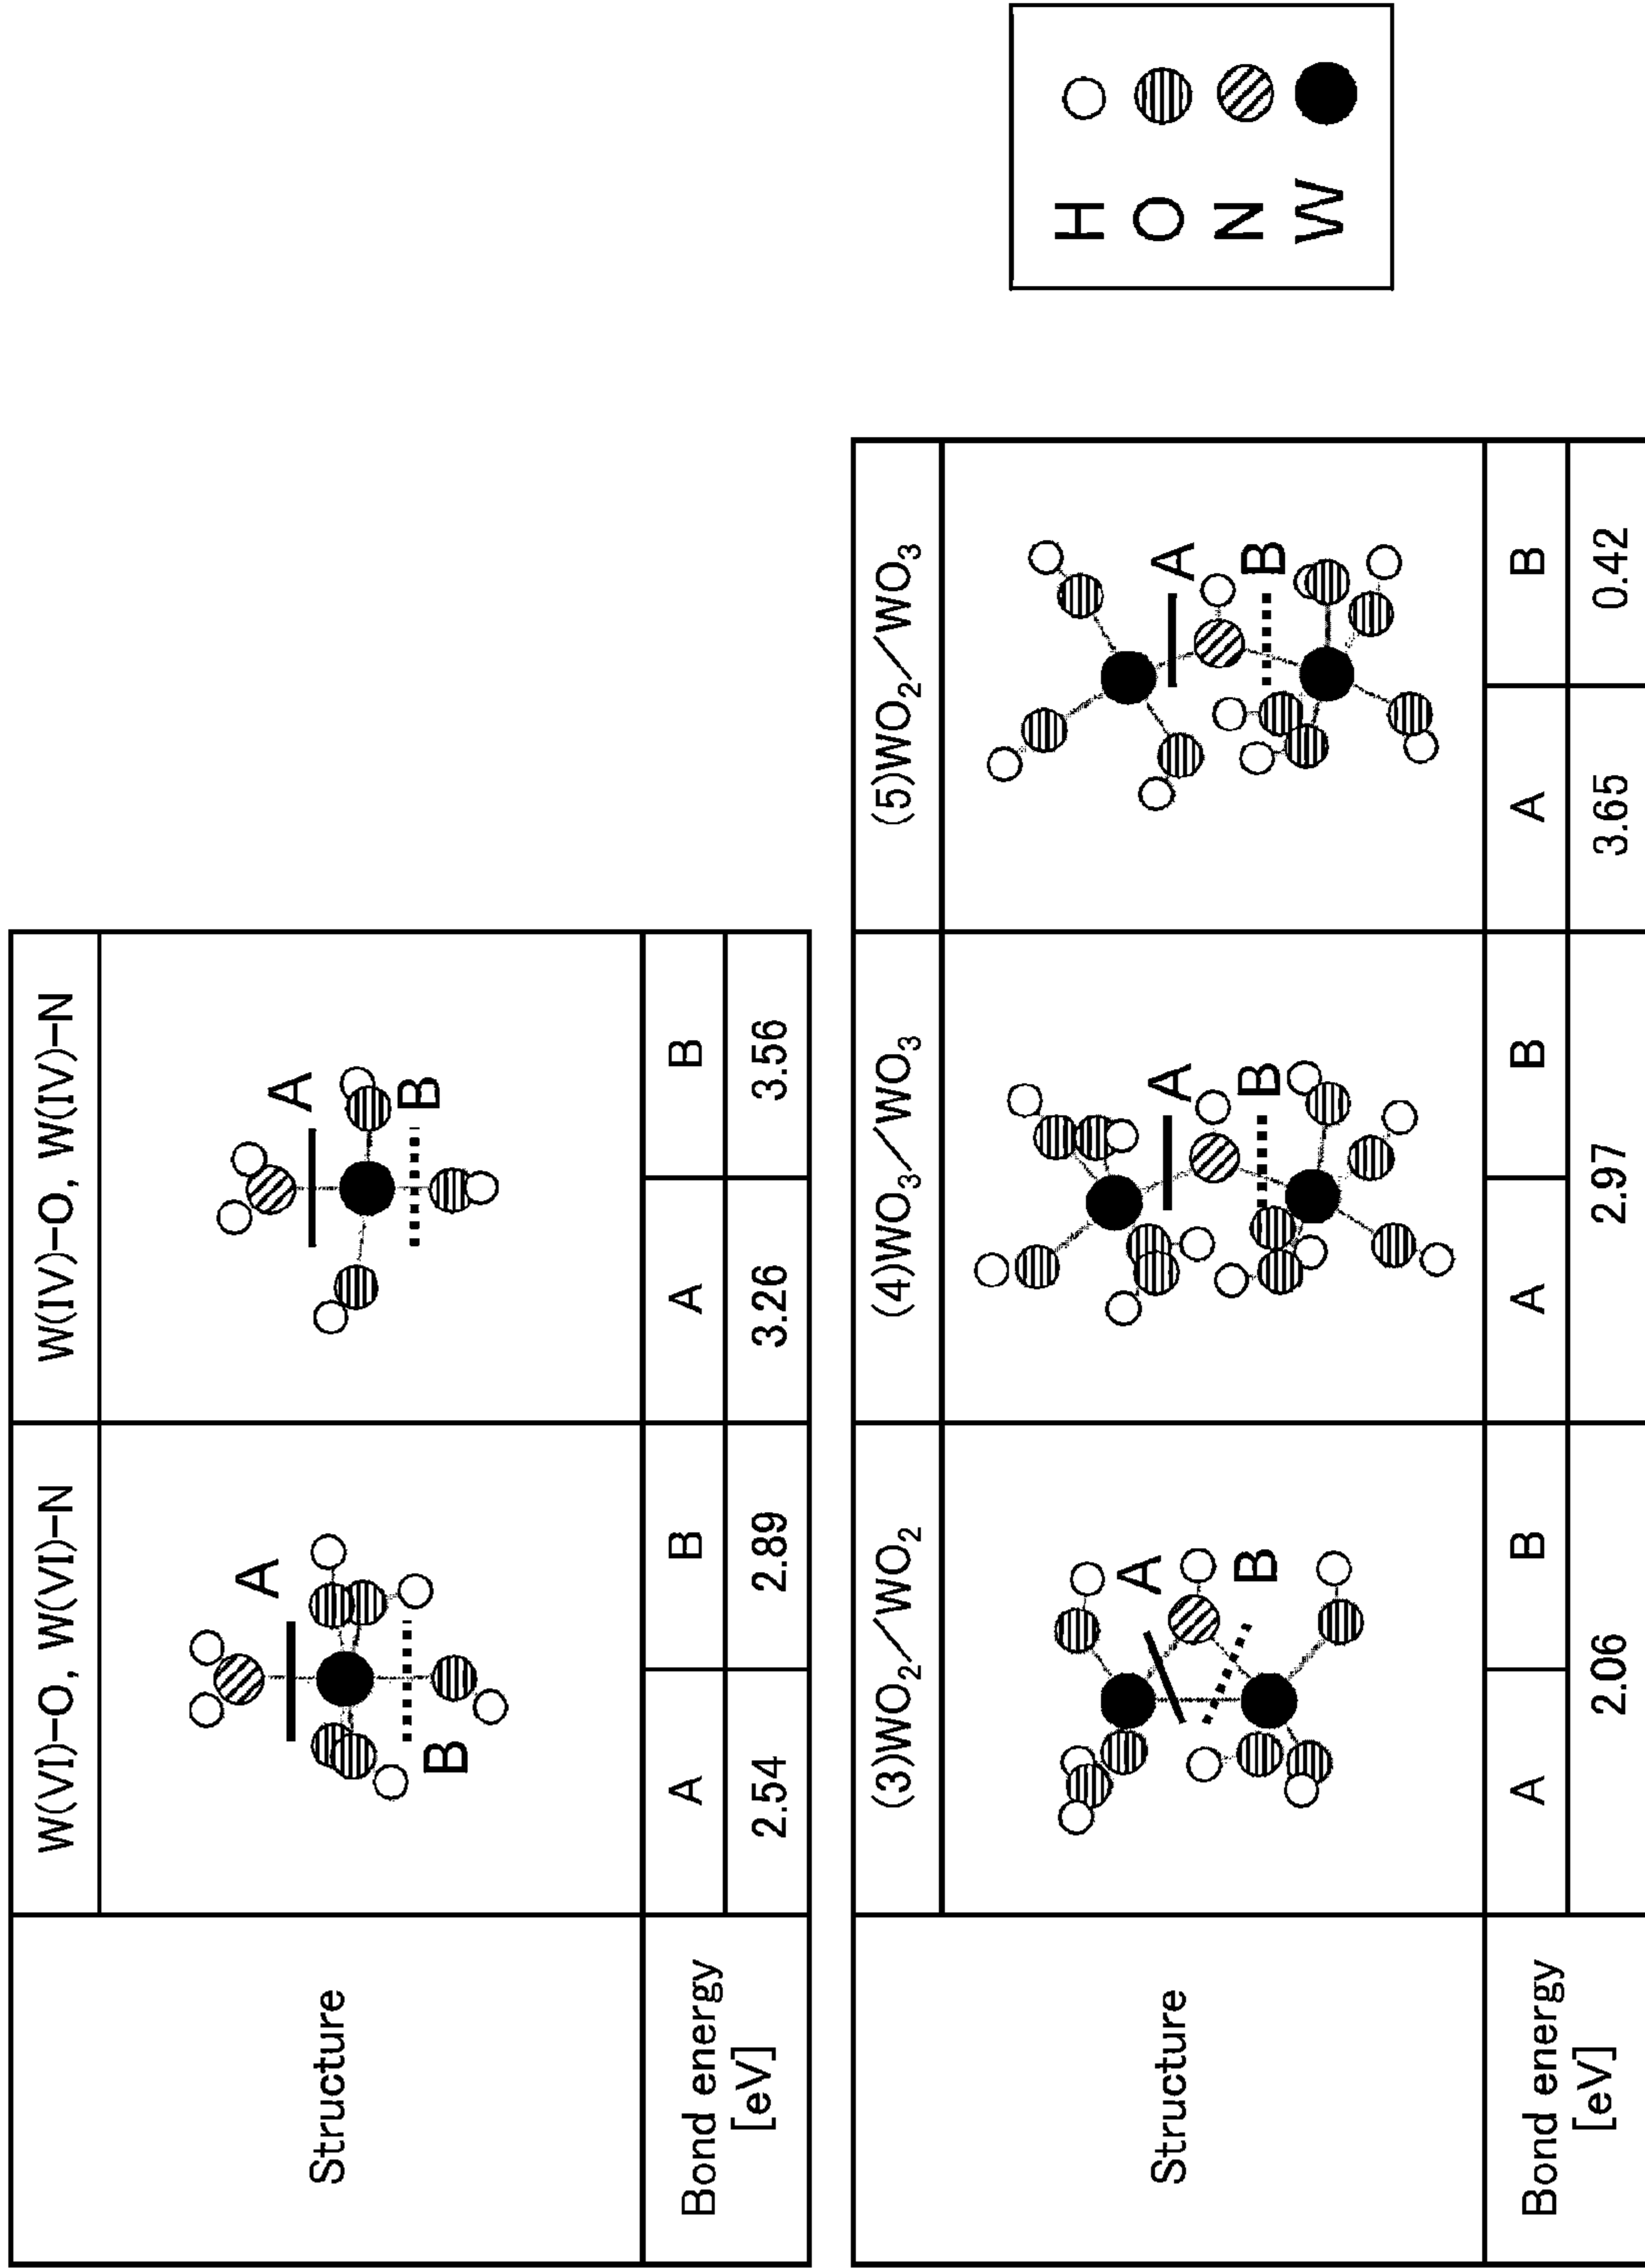 W(VI)-O, W(VI)-N W(IV)-O, W(IV)-N
Structure
A
B
A
B
Bond energy
[eV]
A B A B
2.54 2.89 3.26 3.56
(3)WO2/WO2 (4)WO3/WO3 (5)WO2/WO3
Structure
A
B
A
B
A
B
Bond energy
[eV]
A B A B A B
2.06 2.97 3.65 0.42
H
O
N
W